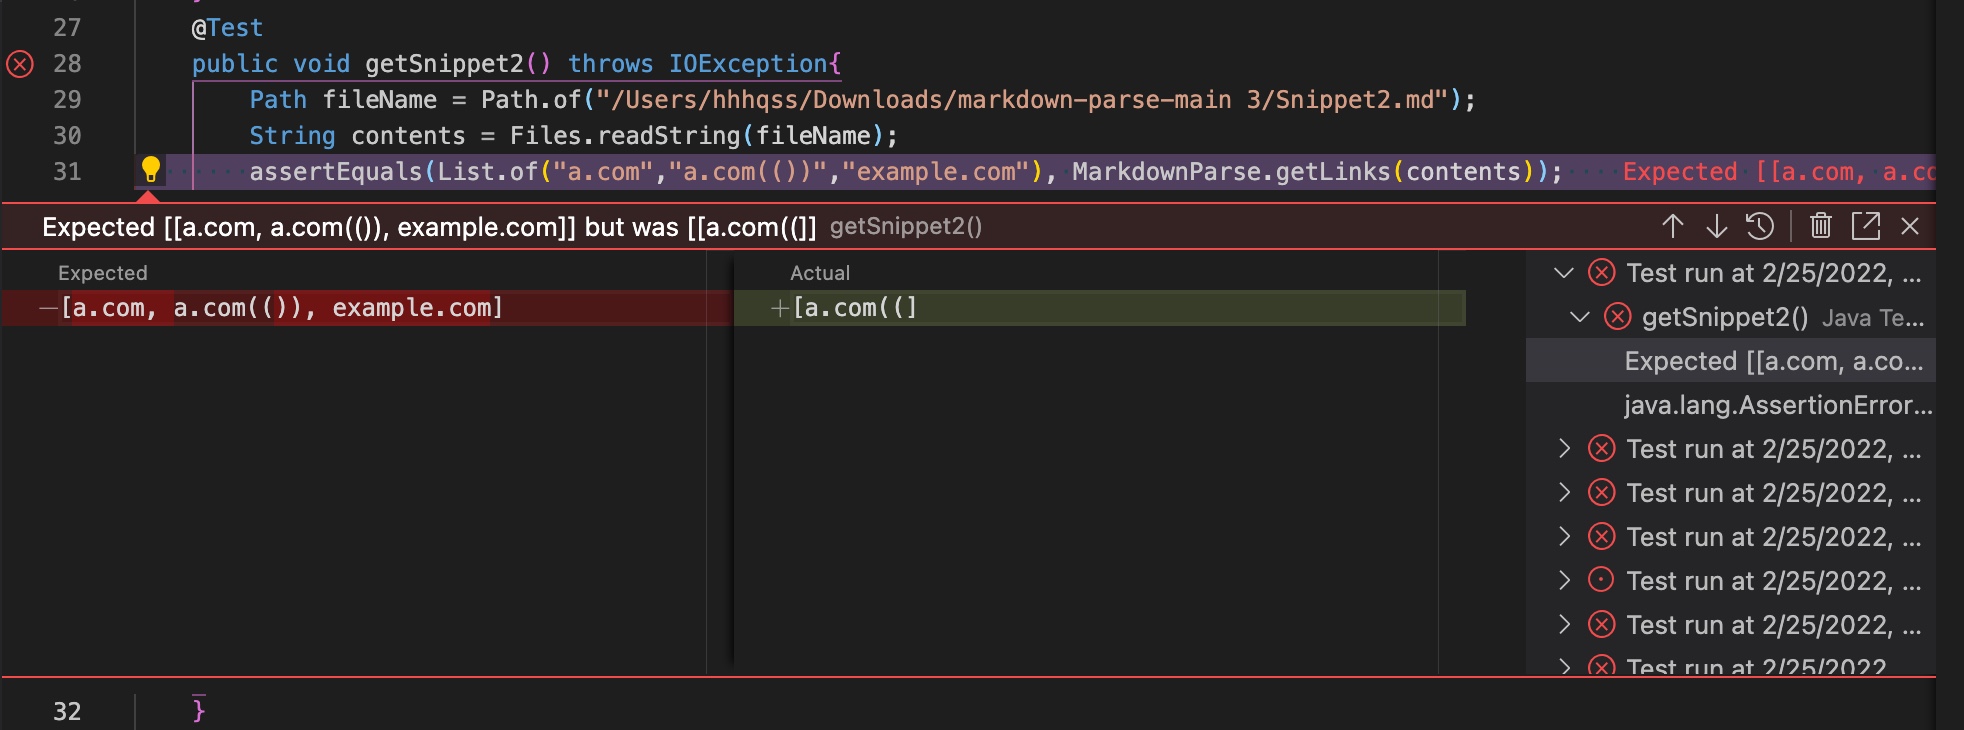 27 @Test
28 public void getSnippet2() throws IOException{
29 Path fileName = Path.of("/Users/hhhqss/Downloads/markdown-parse-main 3/Snippet2.md");
30 String contents = Files.readString(fileName);
31 assertEquals(List.of("a.com","a.com(())","example.com"), MarkdownParse.getLinks(contents)); Expected [[a.com, a.co
Expected [[a.com, a.com(()), example.com]] but was [[a.com((]] getSnippet2()
Expected
—[a.com, a.com(()), example.com]
Actual
+[a.com((]
Test run at 2/25/2022, ...
getSnippet2() Java Te...
Expected [[a.com, a.co...
java.lang.AssertionError...
Test run at 2/25/2022, ...
Test run at 2/25/2022, ...
Test run at 2/25/2022, ...
Test run at 2/25/2022, ...
Test run at 2/25/2022, ...
Test run at 2/25/2022
32 }